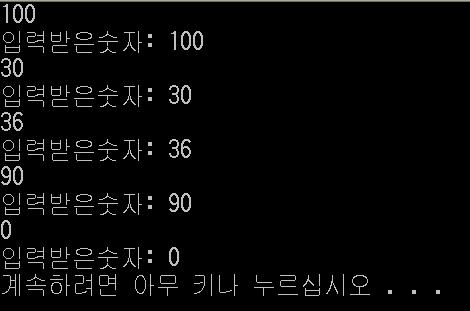 100
입력받은숫자: 100
30
입력받은숫자: 30
36
입력받은숫자: 36
90
입력받은숫자: 90
0
입력받은숫자: 0
계속하려면 아무 키나 누르십시오 . . .